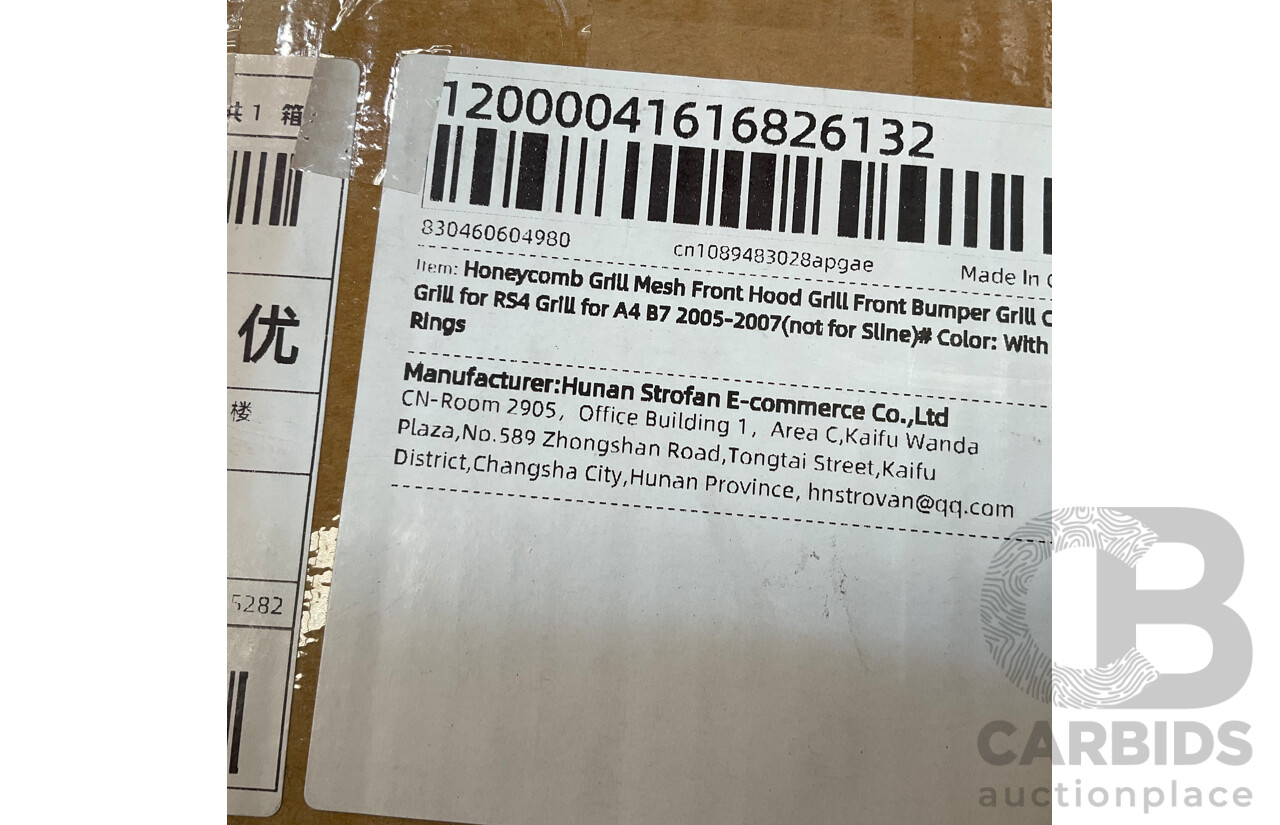 共1 箱
优
楼
5282
12000041616826132
830460604980 cn1089483028apgae Made In
Item: Honeycomb Grill Mesh Front Hood Grill Front Bumper Grill
Grill for RS4 Grill for A4 B7 2005-2007(not for Sline)# Color: With
Rings
Manufacturer:Hunan Strofan E-commerce Co.,Ltd
CN-Room 2905, Office Building 1, Area C,Kaifu Wanda
Plaza,No.589 Zhongshan Road,Tongtai Street,Kaifu
District,Changsha City,Hunan Province, hnstrovan@qq.com
CB
CARBIDS
auctionplace